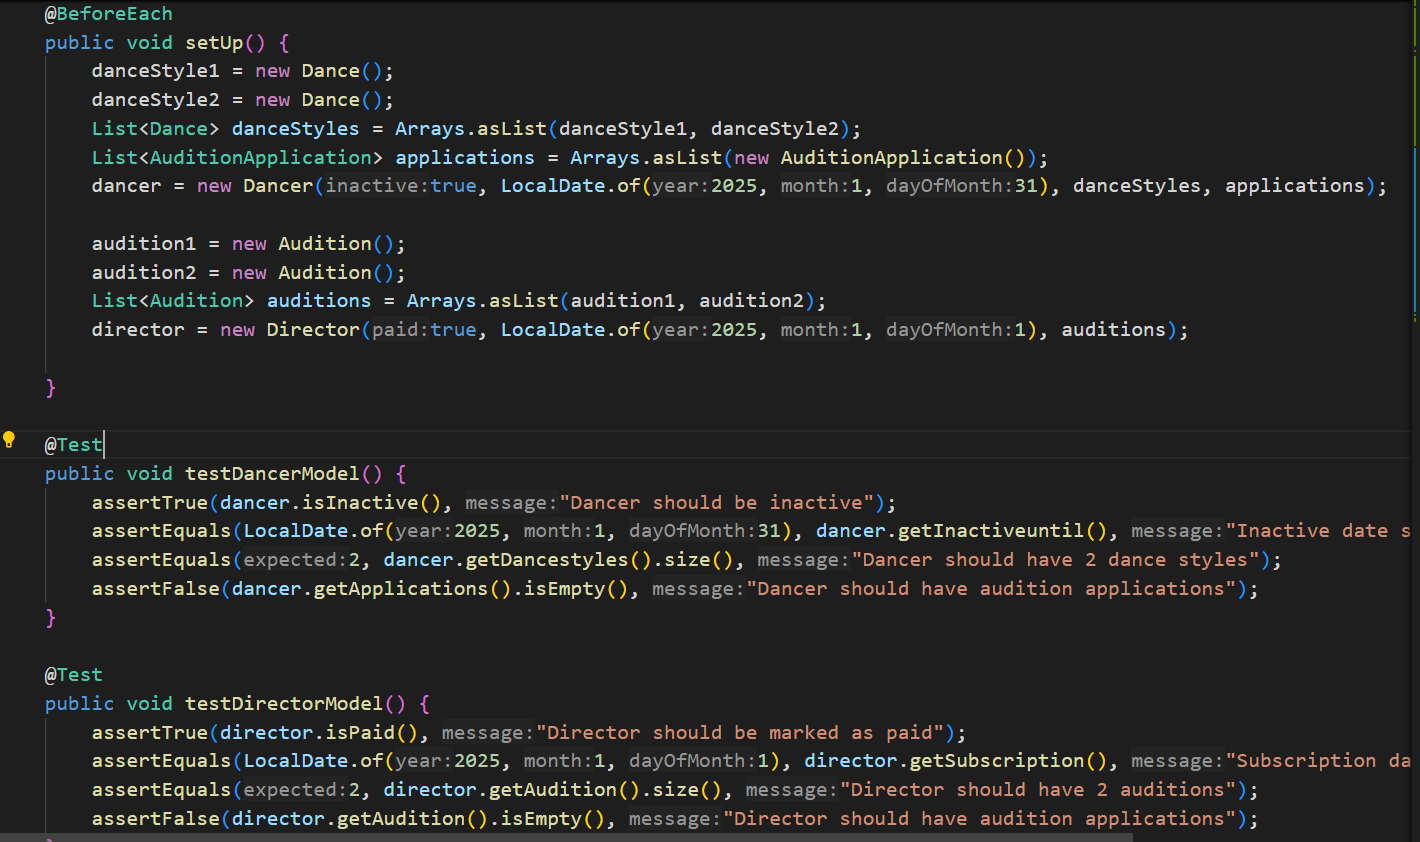 @BeforeEach
public void setUp() {
danceStyle1 = new Dance();
danceStyle2 = new Dance();
List<Dance> danceStyles = Arrays.asList(danceStyle1, danceStyle2);
List<AuditionApplication> applications = Arrays.asList(new AuditionApplication());
dancer = new Dancer(inactive:true, LocalDate.of(year:2025, month:1, dayOfMonth:31), danceStyles, applications);
audition1 = new Audition();
audition2 = new Audition();
List<Audition> auditions = Arrays.asList(audition1, audition2);
director = new Director(paid:true, LocalDate.of(year:2025, month:1, dayOfMonth:1), auditions);
}
@Test
public void testDancerModel() {
assertTrue(dancer.isInactive(), message:"Dancer should be inactive");
assertEquals(LocalDate.of(year:2025, month:1, dayOfMonth:31), dancer.getInactiveuntil(), message:"Inactive date s
assertEquals(expected:2, dancer.getDancestyles().size(), message:"Dancer should have 2 dance styles");
assertFalse(dancer.getApplications().isEmpty(), message:"Dancer should have audition applications");
}
@Test
public void testDirectorModel() {
assertTrue(director.isPaid(), message:"Director should be marked as paid");
assertEquals(LocalDate.of(year:2025, month:1, dayOfMonth:1), director.getSubscription(), message:"Subscription da
assertEquals(expected:2, director.getAudition().size(), message:"Director should have 2 auditions");
assertFalse(director.getAudition().isEmpty(), message:"Director should have audition applications");